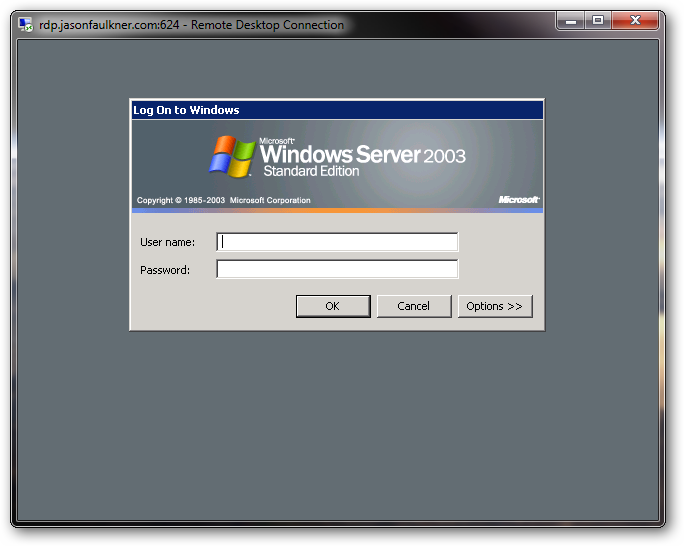 rdp.jasonfaulkner.com:624 - Remote Desktop Connection
Log On to Windows
Microsoft®
Windows Server 2003
Standard Edition
Copyright © 1985-2003 Microsoft Corporation
Microsoft®
User name:
Password:
OK
Cancel
Options >>